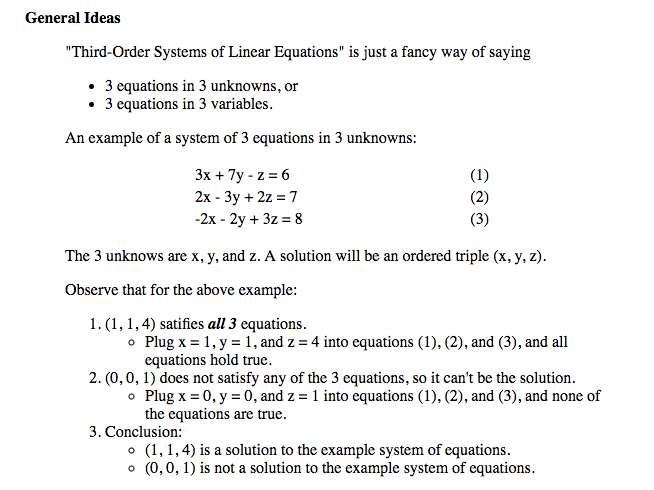 General Ideas
"Third-Order Systems of Linear Equations" is just a fancy way of saying
• 3 equations in 3 unknowns, or
• 3 equations in 3 variables.
An example of a system of 3 equations in 3 unknowns:
3x + 7y - z = 6 (1)
2x - 3y + 2z = 7 (2)
-2x - 2y + 3z = 8 (3)
The 3 unknows are x, y, and z. A solution will be an ordered triple (x, y, z).
Observe that for the above example:
1. (1, 1, 4) satifies all 3 equations.
◦ Plug x = 1, y = 1, and z = 4 into equations (1), (2), and (3), and all
equations hold true.
2. (0, 0, 1) does not satisfy any of the 3 equations, so it can't be the solution.
◦ Plug x = 0, y = 0, and z = 1 into equations (1), (2), and (3), and none of
the equations are true.
3. Conclusion:
◦ (1, 1, 4) is a solution to the example system of equations.
◦ (0, 0, 1) is not a solution to the example system of equations.